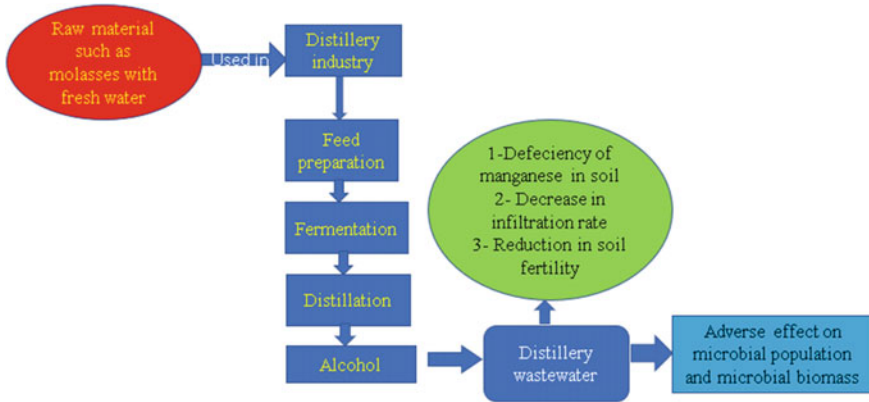 Raw material
such as
molasses with
fresh water
Used in
Distillery
industry
Feed
preparation
Fermentation
Distillation
Alcohol
1-Defeciency of
manganese in soil
2- Decrease in
infiltration rate
3- Reduction in soil
fertility
Distillery
wastewater
Adverse effect on
microbial population
and microbial biomass